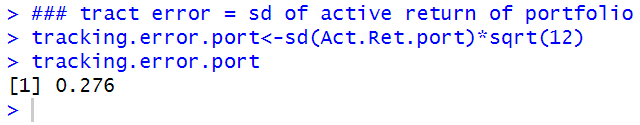 > ### tract error = sd of active return of portfolio
> tracking.error.port<-sd(Act.Ret.port)*sqrt(12)
> tracking.error.port
[1] 0.276
>